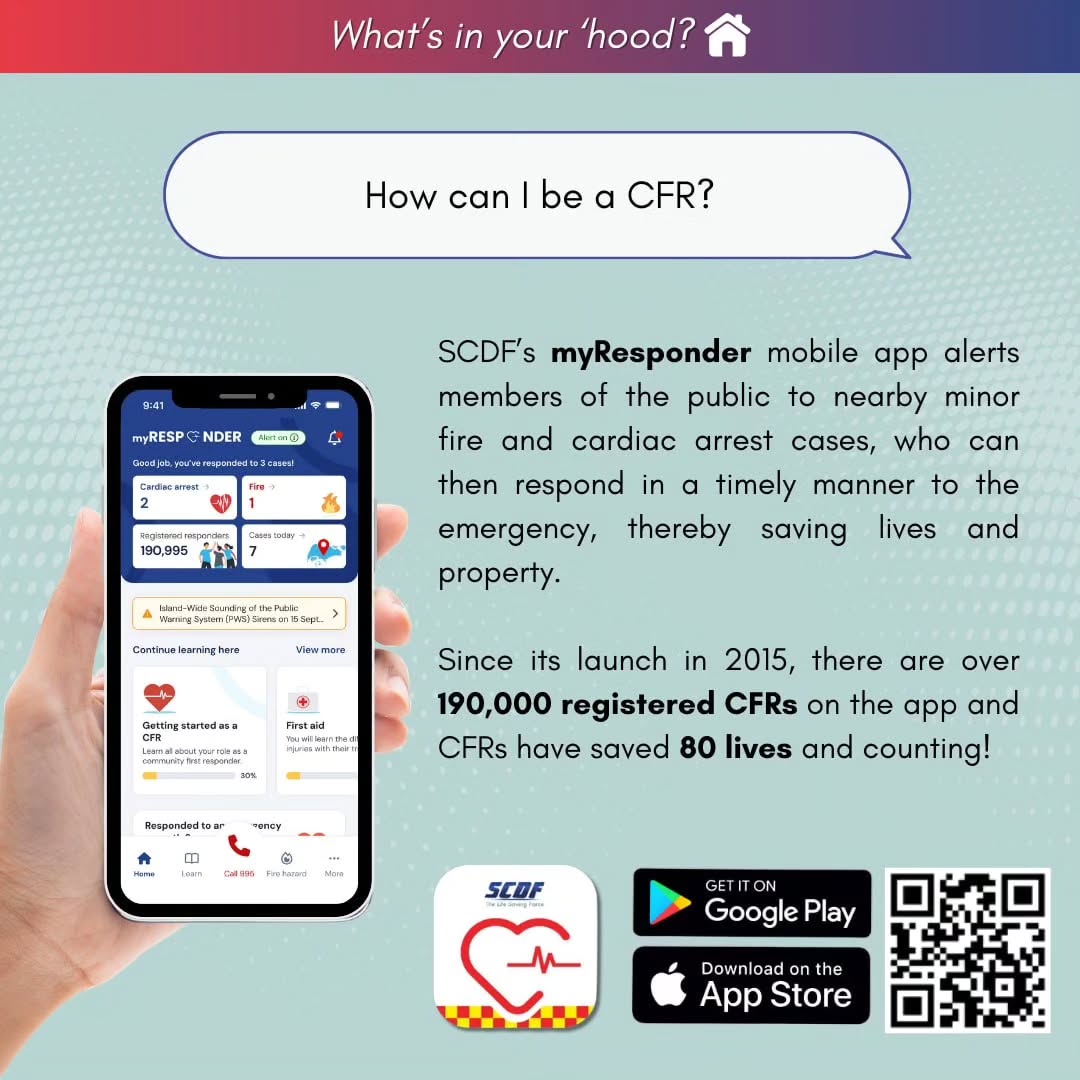 What's in your 'hood?
How can I be a CFR?
SCDF's myResponder mobile app alerts
members of the public to nearby minor
fire and cardiac arrest cases, who can
then respond in a timely manner to the
emergency, thereby saving lives and
property.
Since its launch in 2015, there are over
190,000 registered CFRs on the app and
CFRs have saved 80 lives and counting!
9:41
myRESPONDER
Alert on
Good job, you've responded to 3 cases!
Cardiac arrest
2
Fire
1
Registered responders
190,995
Cases today
7
Island-Wide Sounding of the Public
Warning System (PWS) Sirens on 15 Sept...
Continue learning here
View more
Getting started as a
CFR
Learn all about your role as a
community first responder.
30%
First aid
You will learn the
injuries with their
Responded to
Home
Learn
Call 995
Fire hazard
More
SCDF
The Life Saving Force
GET IT ON
Google Play
Download on the
App Store